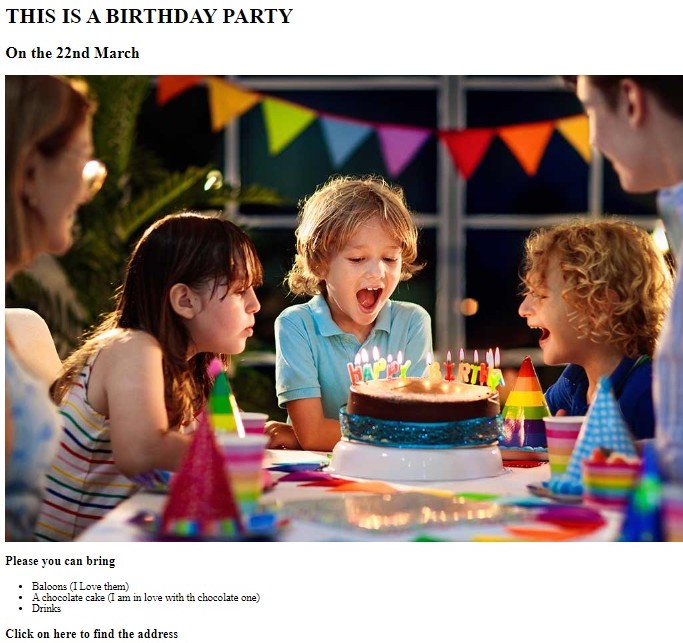 THIS IS A BIRTHDAY PARTY
On the 22nd March
HAPPY BIRTH
Please you can bring
Baloons (I Love them)
A chocolate cake (I am in love with th chocolate one)
Drinks
Click on here to find the address